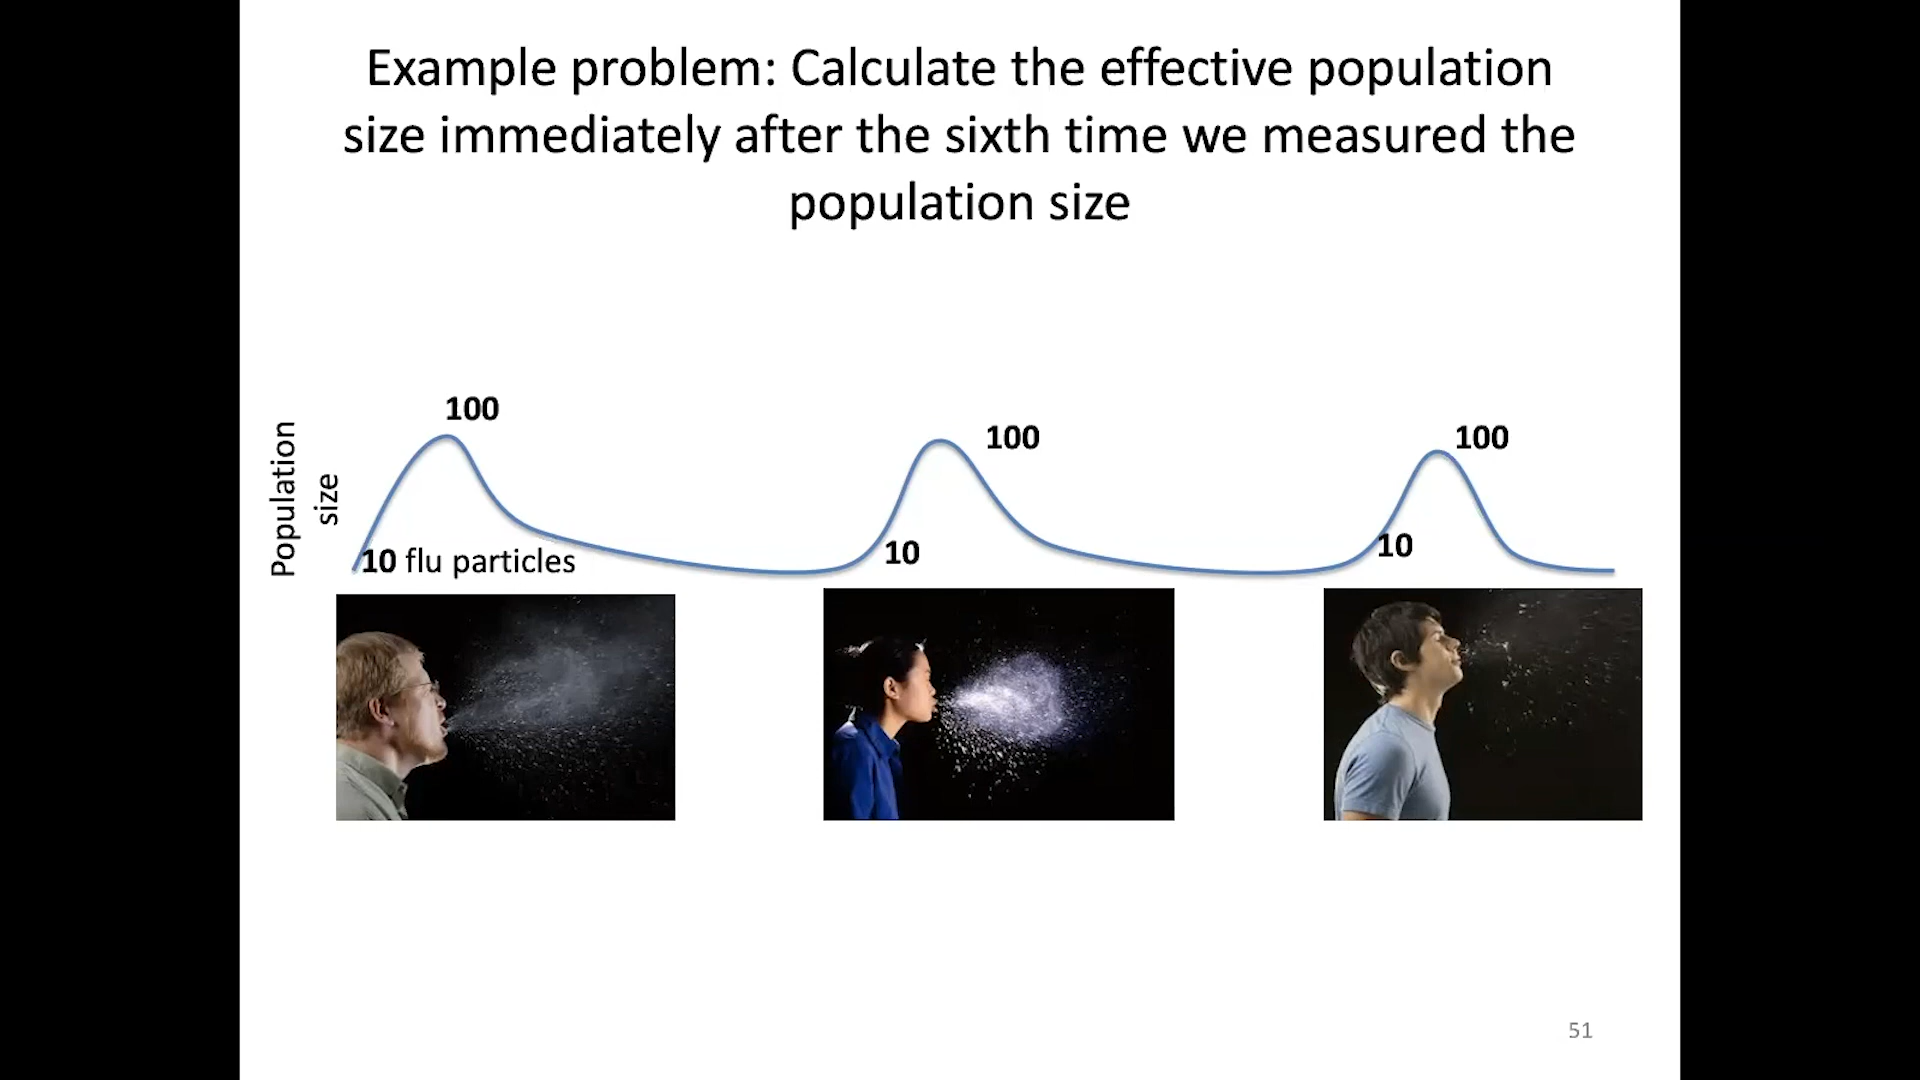 Example problem: Calculate the effective population
size immediately after the sixth time we measured the
population size
Population
size
100
100
100
10 flu particles
10
10
51